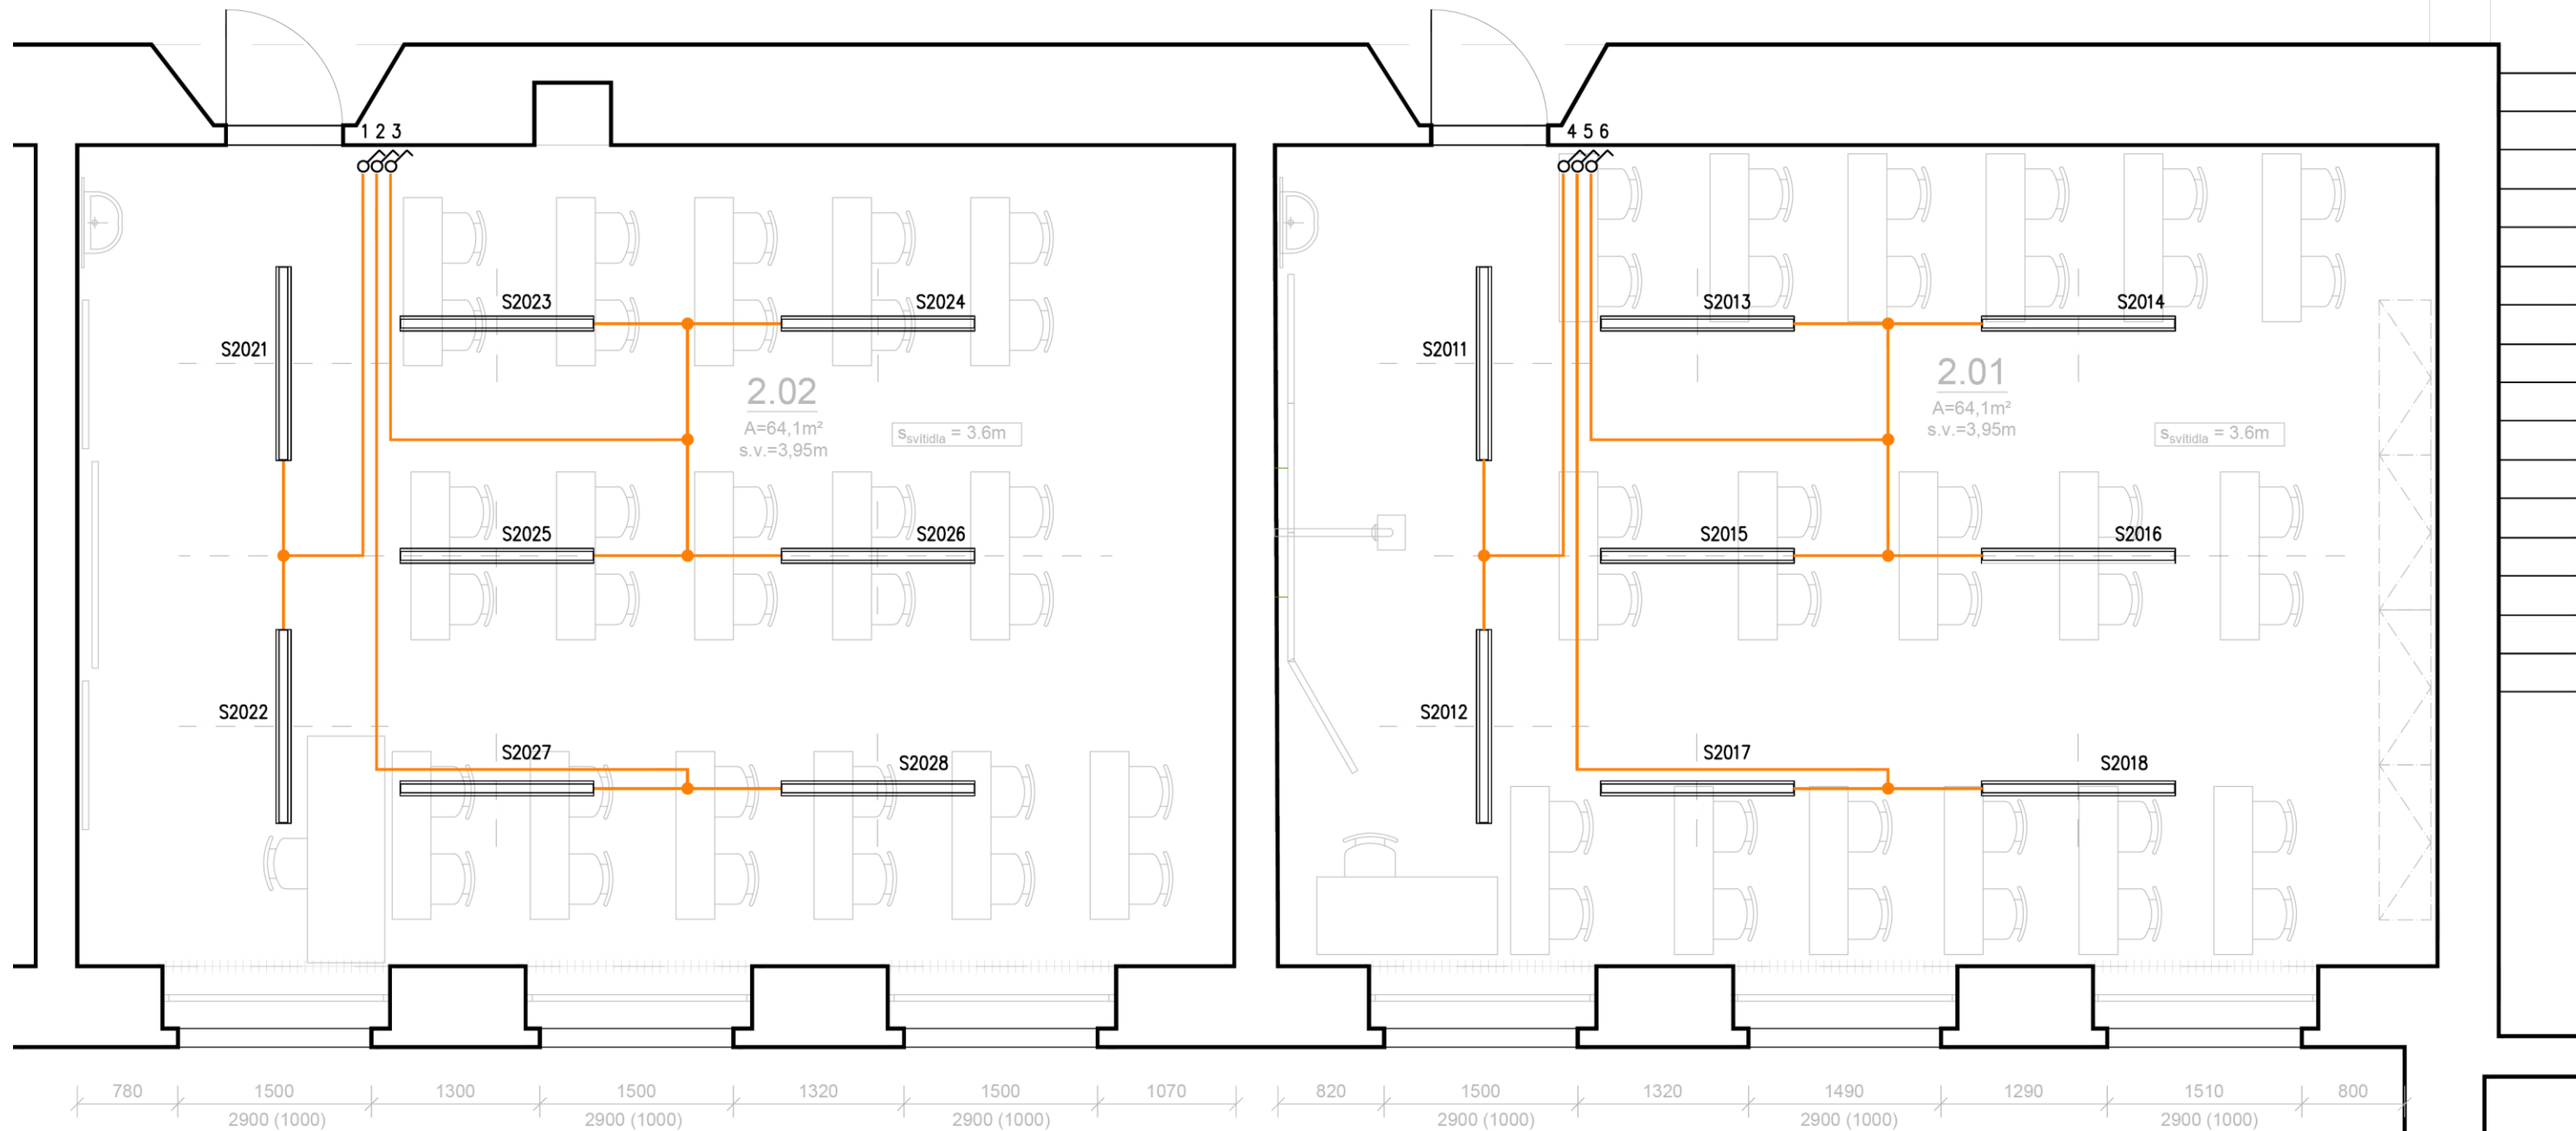 1 2 3
4 5 6
S2023
S2024
S2013
S2014
S2021
S2011
2.02
A=64,1m²
s.v.=3,95m
s_svítidla = 3.6m
2.01
A=64,1m²
s.v.=3,95m
s_svítidla = 3.6m
S2025
S2026
S2015
S2016
S2022
S2012
S2027
S2028
S2017
S2018
780
1500
1300
1500
1320
1500
1070
820
1500
1320
1490
1290
1510
800
2900 (1000)
2900 (1000)
2900 (1000)
2900 (1000)
2900 (1000)
2900 (1000)